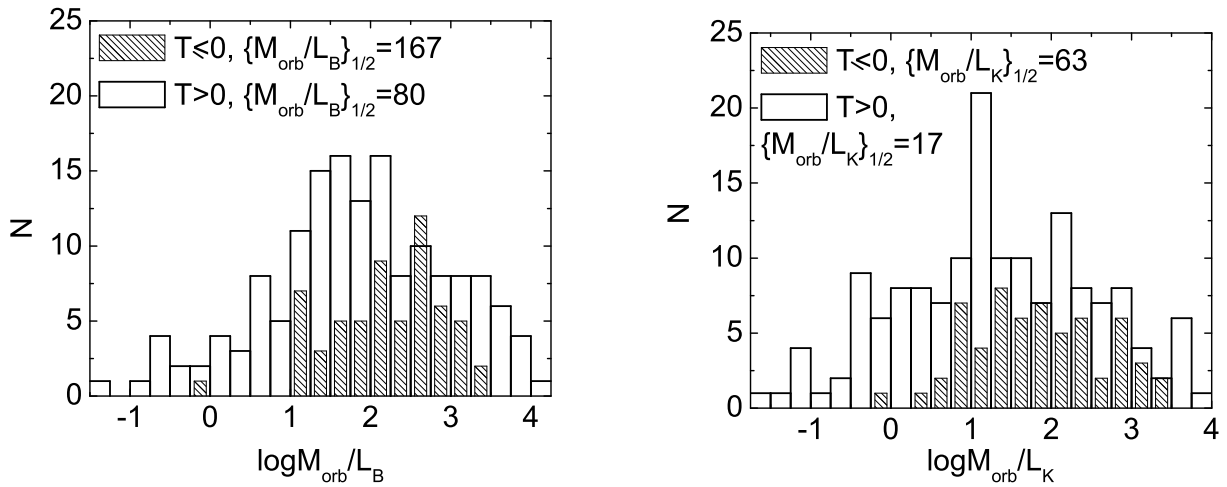 25
20
15
10
5
0
N
T⩽0, {M_orb/L_B}_1/2=167
T>0, {M_orb/L_B}_1/2=80
-1 0 1 2 3 4
logM_orb/L_B
25
20
15
10
5
0
N
T⩽0, {M_orb/L_K}_1/2=63
T>0,
{M_orb/L_K}_1/2=17
-1 0 1 2 3 4
logM_orb/L_K